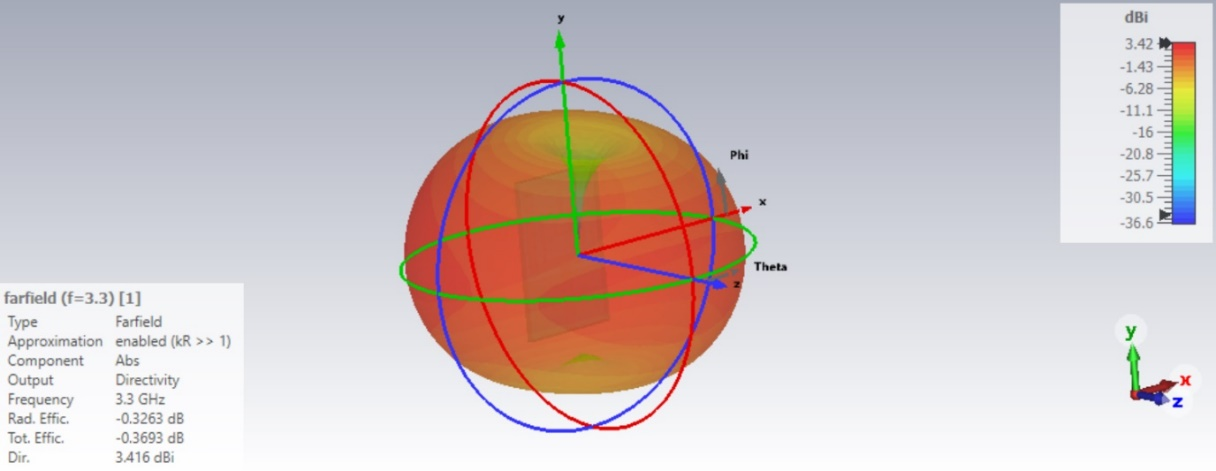 y
dBi
3.42
-1.43
-6.28
-11.1
-16
-20.8
-25.7
-30.5
-36.6
Phi
x
Theta
z
farfield (f=3.3) [1]
Type Farfield
Approximation enabled (kR >> 1)
Component Abs
Output Directivity
Frequency 3.3 GHz
Rad. Effic. -0.3263 dB
Tot. Effic. -0.3693 dB
Dir. 3.416 dBi
y
x
z